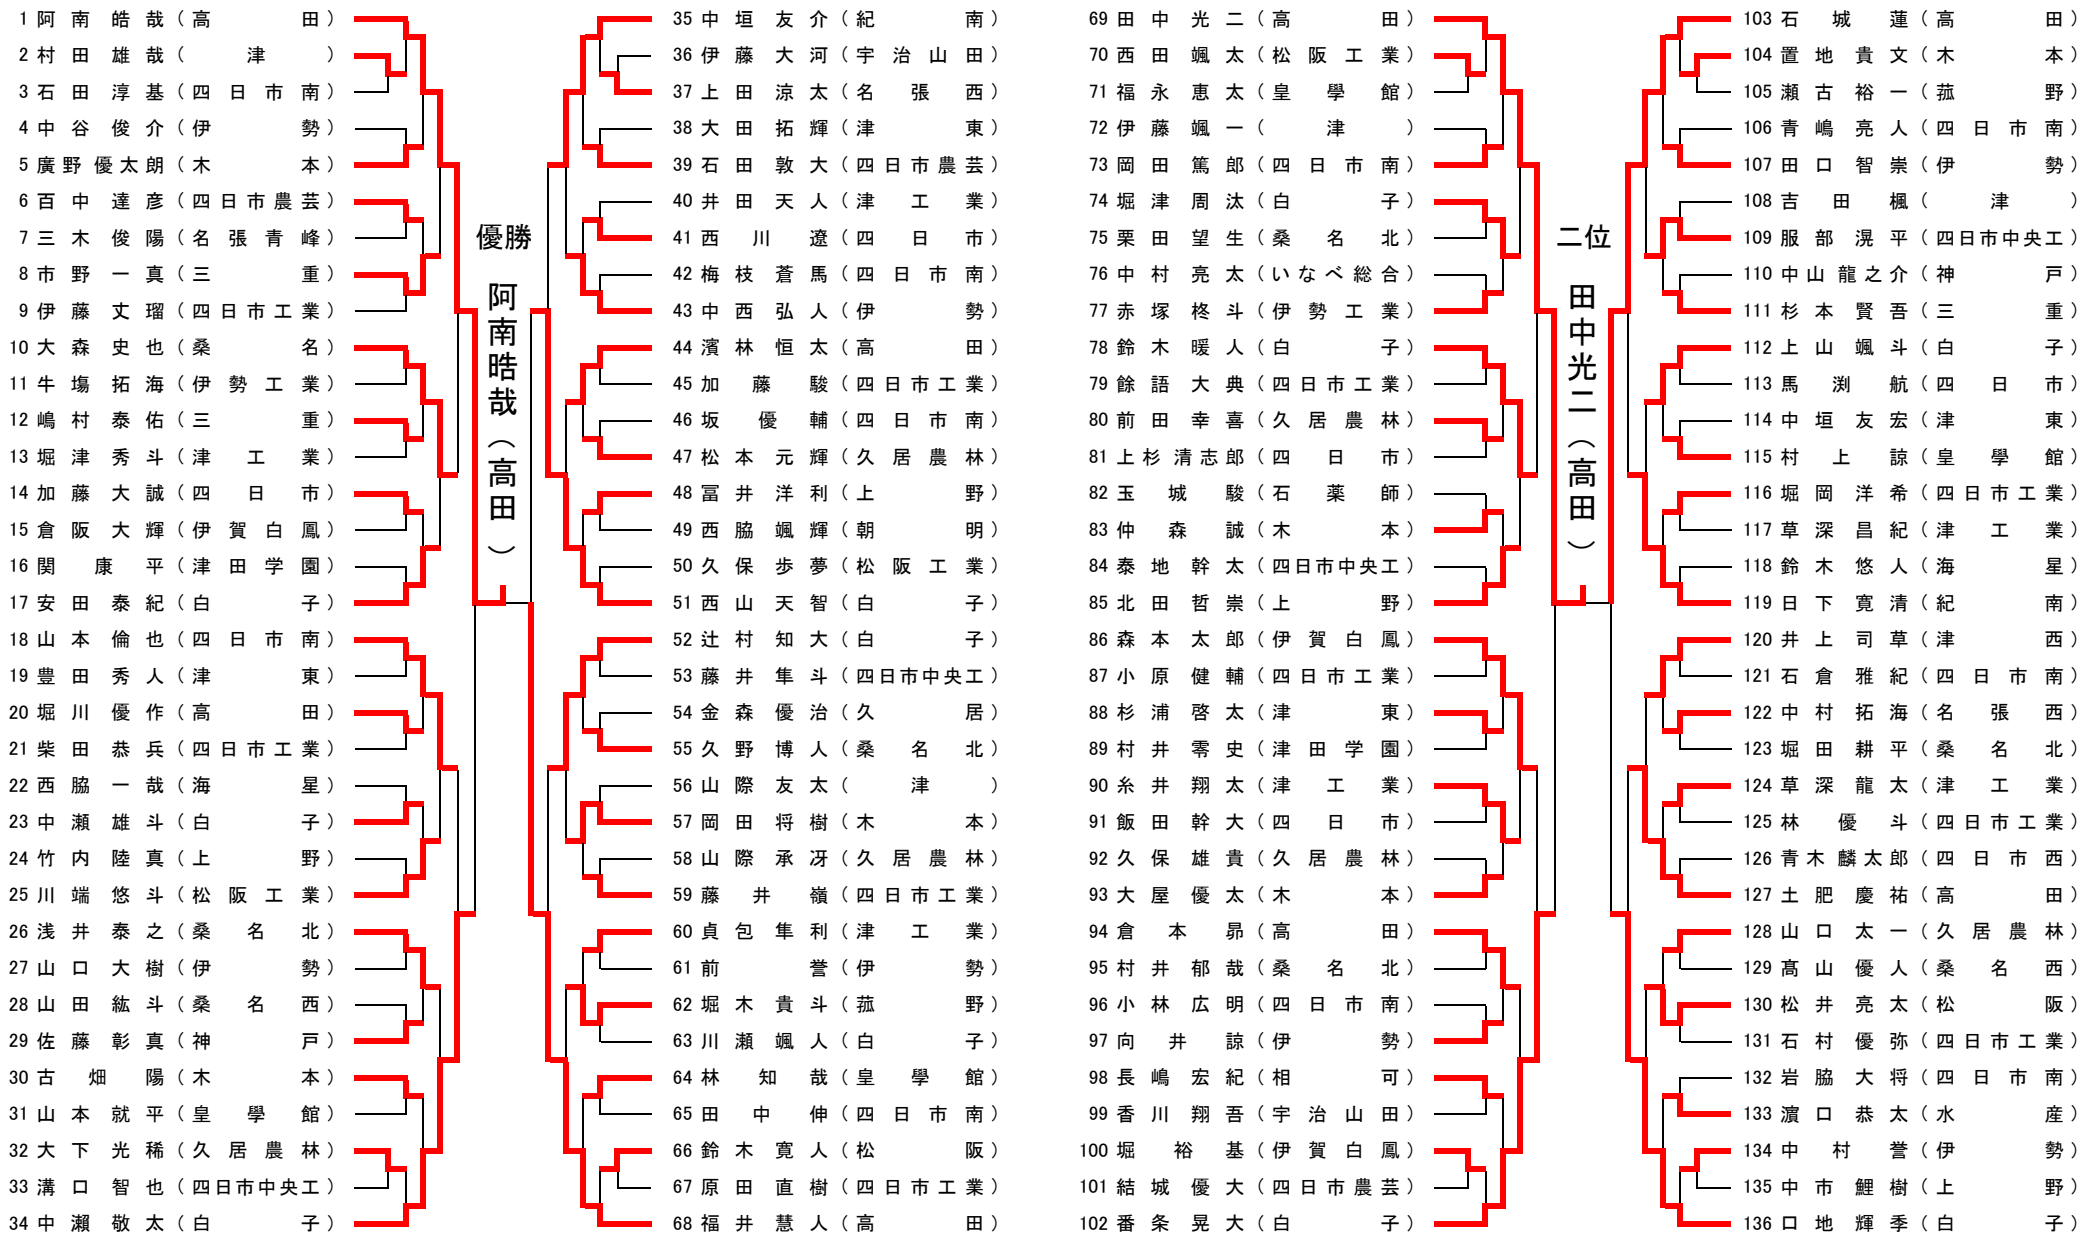 1 阿南皓哉（高田）
2 村田雄哉（津）
3 石田淳基（四日市南）
4 中谷俊介（伊勢）
5 廣野優太朗（木本）
6 百中達彦（四日市農芸）
7 三木俊陽（名張青峰）
8 市野一真（三重）
9 伊藤丈瑠（四日市工業）
10 大森史也（桑名）
11 牛塲拓海（伊勢工業）
12 嶋村泰佑（三重）
13 堀津秀斗（津工業）
14 加藤大誠（四日市）
15 倉阪大輝（伊賀白鳳）
16 関康平（津田学園）
17 安田泰紀（白子）
18 山本倫也（四日市南）
19 豊田秀人（津東）
20 堀川優作（高田）
21 柴田恭兵（四日市工業）
22 西脇一哉（海星）
23 中瀬雄斗（白子）
24 竹内陸真（上野）
25 川端悠斗（松阪工業）
26 浅井泰之（桑名北）
27 山口大樹（伊勢）
28 山田紘斗（桑名西）
29 佐藤彰真（神戸）
30 古畑陽（木本）
31 山本就平（皇學館）
32 大下光稀（久居農林）
33 溝口智也（四日市中央工）
34 中瀨敬太（白子）
優勝
阿南晧哉（高田）
35 中垣友介（紀南）
36 伊藤大河（宇治山田）
37 上田涼太（名張西）
38 大田拓輝（津東）
39 石田敦大（四日市農芸）
40 井田天人（津工業）
41 西川遼（四日市）
42 梅枝蒼馬（四日市南）
43 中西弘人（伊勢）
44 濱林恒太（高田）
45 加藤駿（四日市工業）
46 坂優輔（四日市南）
47 松本元輝（久居農林）
48 冨井洋利（上野）
49 西脇颯輝（朝明）
50 久保歩夢（松阪工業）
51 西山天智（白子）
52 辻村知大（白子）
53 藤井隼斗（四日市中央工）
54 金森優治（久居）
55 久野博人（桑名北）
56 山際友太（津）
57 岡田将樹（木本）
58 山際承冴（久居農林）
59 藤井嶺（四日市工業）
60 貞包隼利（津工業）
61 前誉（伊勢）
62 堀木貴斗（菰野）
63 川瀬颯人（白子）
64 林知哉（皇學館）
65 田中伸（四日市南）
66 鈴木寛人（松阪）
67 原田直樹（四日市工業）
68 福井慧人（高田）
69 田中光二（高田）
70 西田颯太（松阪工業）
71 福永恵太（皇學館）
72 伊藤颯一（津）
73 岡田篤郎（四日市南）
74 堀津周汰（白子）
75 栗田望生（桑名北）
76 中村亮太（いなべ総合）
77 赤塚柊斗（伊勢工業）
78 鈴木暖人（白子）
79 餘語大典（四日市工業）
80 前田幸喜（久居農林）
81 上杉清志郎（四日市）
82 玉城駿（石薬師）
83 仲森誠（木本）
84 泰地幹太（四日市中央工）
85 北田哲崇（上野）
86 森本太郎（伊賀白鳳）
87 小原健輔（四日市工業）
88 杉浦啓太（津東）
89 村井零史（津田学園）
90 糸井翔太（津工業）
91 飯田幹大（四日市）
92 久保雄貴（久居農林）
93 大屋優太（木本）
94 倉本昴（高田）
95 村井郁哉（桑名北）
96 小林広明（四日市南）
97 向井諒（伊勢）
98 長嶋宏紀（相可）
99 香川翔吾（宇治山田）
100 堀裕基（伊賀白鳳）
101 結城優大（四日市農芸）
102 番条晃大（白子）
二位
田中光二（高田）
103 石城蓮（高田）
104 置地貴文（木本）
105 瀬古裕一（菰野）
106 青嶋亮人（四日市南）
107 田口智崇（伊勢）
108 吉田楓（津）
109 服部滉平（四日市中央工）
110 中山龍之介（神戸）
111 杉本賢吾（三重）
112 上山颯斗（白子）
113 馬渕航（四日市）
114 中垣友宏（津東）
115 村上諒（皇學館）
116 堀岡洋希（四日市工業）
117 草深昌紀（津工業）
118 鈴木悠人（海星）
119 日下寛清（紀南）
120 井上司草（津西）
121 石倉雅紀（四日市南）
122 中村拓海（名張西）
123 堀田耕平（桑名北）
124 草深龍太（津工業）
125 林優斗（四日市工業）
126 青木麟太郎（四日市西）
127 土肥慶祐（高田）
128 山口太一（久居農林）
129 髙山優人（桑名西）
130 松井亮太（松阪）
131 石村優弥（四日市工業）
132 岩脇大将（四日市南）
133 濵口恭太（水産）
134 中村誉（伊勢）
135 中市鯉樹（上野）
136 口地輝季（白子）